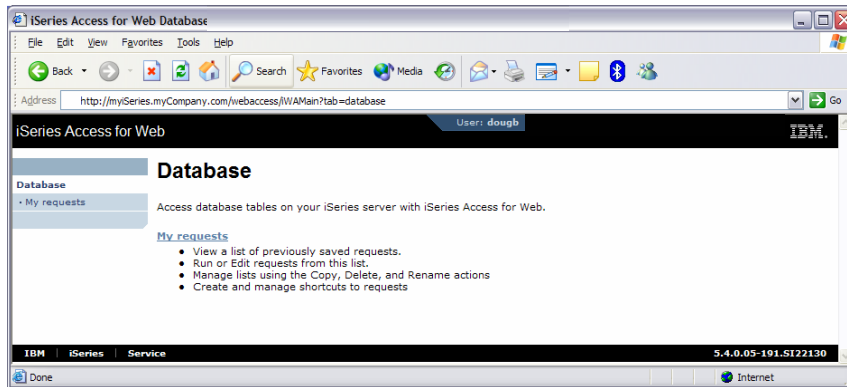 iSeries Access for Web Database
File Edit View Favorites Tools Help
Back Search Favorites Media
Address http://myiSeries.myCompany.com/webaccess/iWAMain?tab=database Go
iSeries Access for Web User: dougb IBM.
Database
Database
• My requests
Access database tables on your iSeries server with iSeries Access for Web.
My requests
• View a list of previously saved requests.
• Run or Edit requests from this list.
• Manage lists using the Copy, Delete, and Rename actions
• Create and manage shortcuts to requests
IBM | iSeries | Service 5.4.0.05-191.SI22130
Done Internet